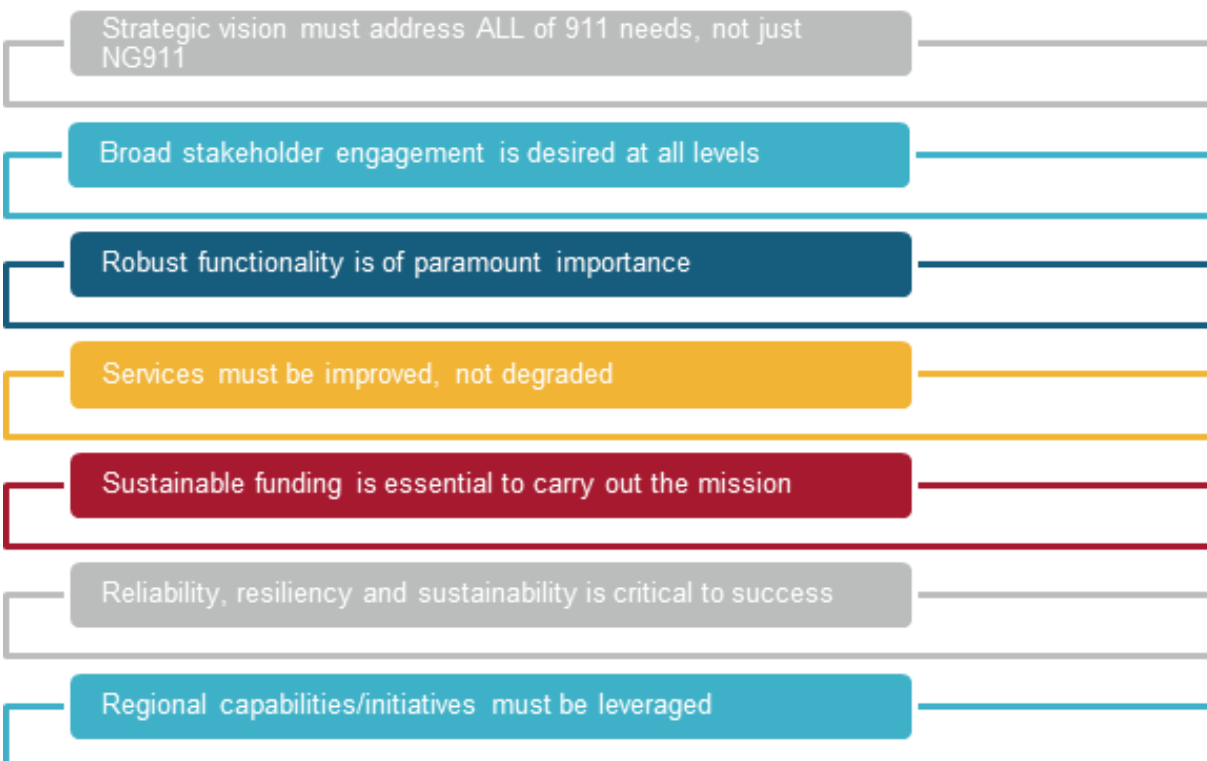 Strategic vision must address ALL of 911 needs, not just
NG911
Broad stakeholder engagement is desired at all levels
Robust functionality is of paramount importance
Services must be improved, not degraded
Sustainable funding is essential to carry out the mission
Reliability, resiliency and sustainability is critical to success
Regional capabilities/initiatives must be leveraged